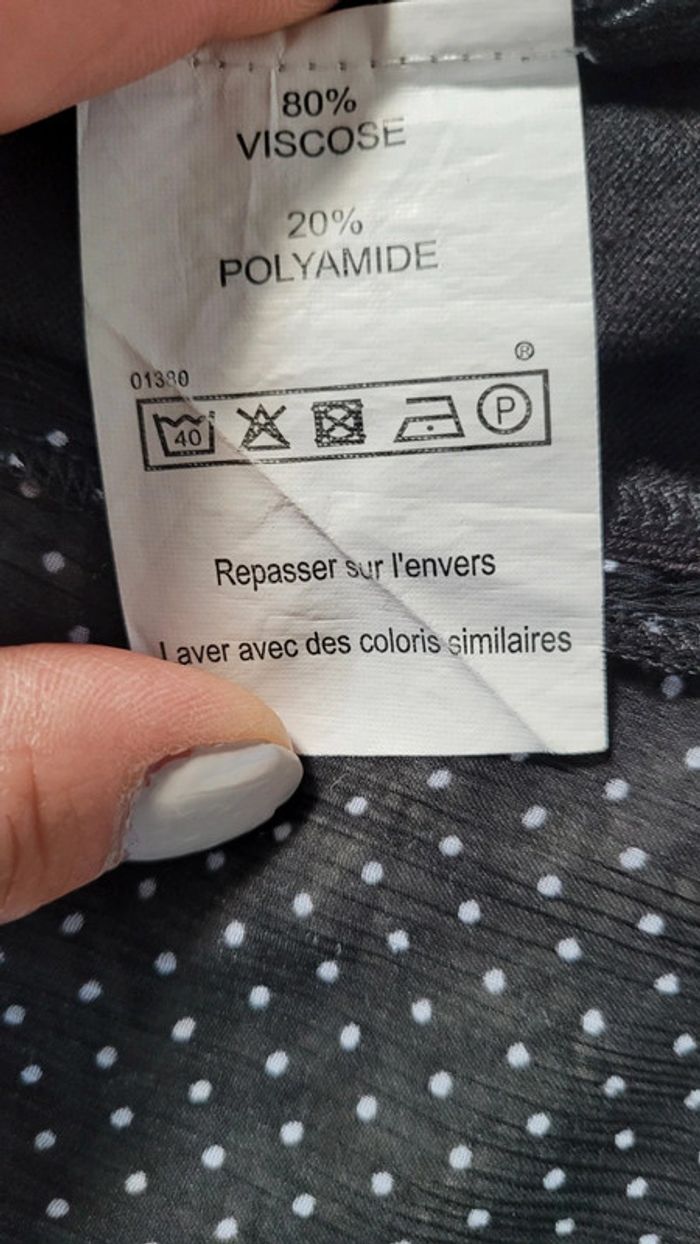 80%
VISCOSE
20%
POLYAMIDE
®
01380
40 P
Repasser sur l'envers
Laver avec des coloris similaires